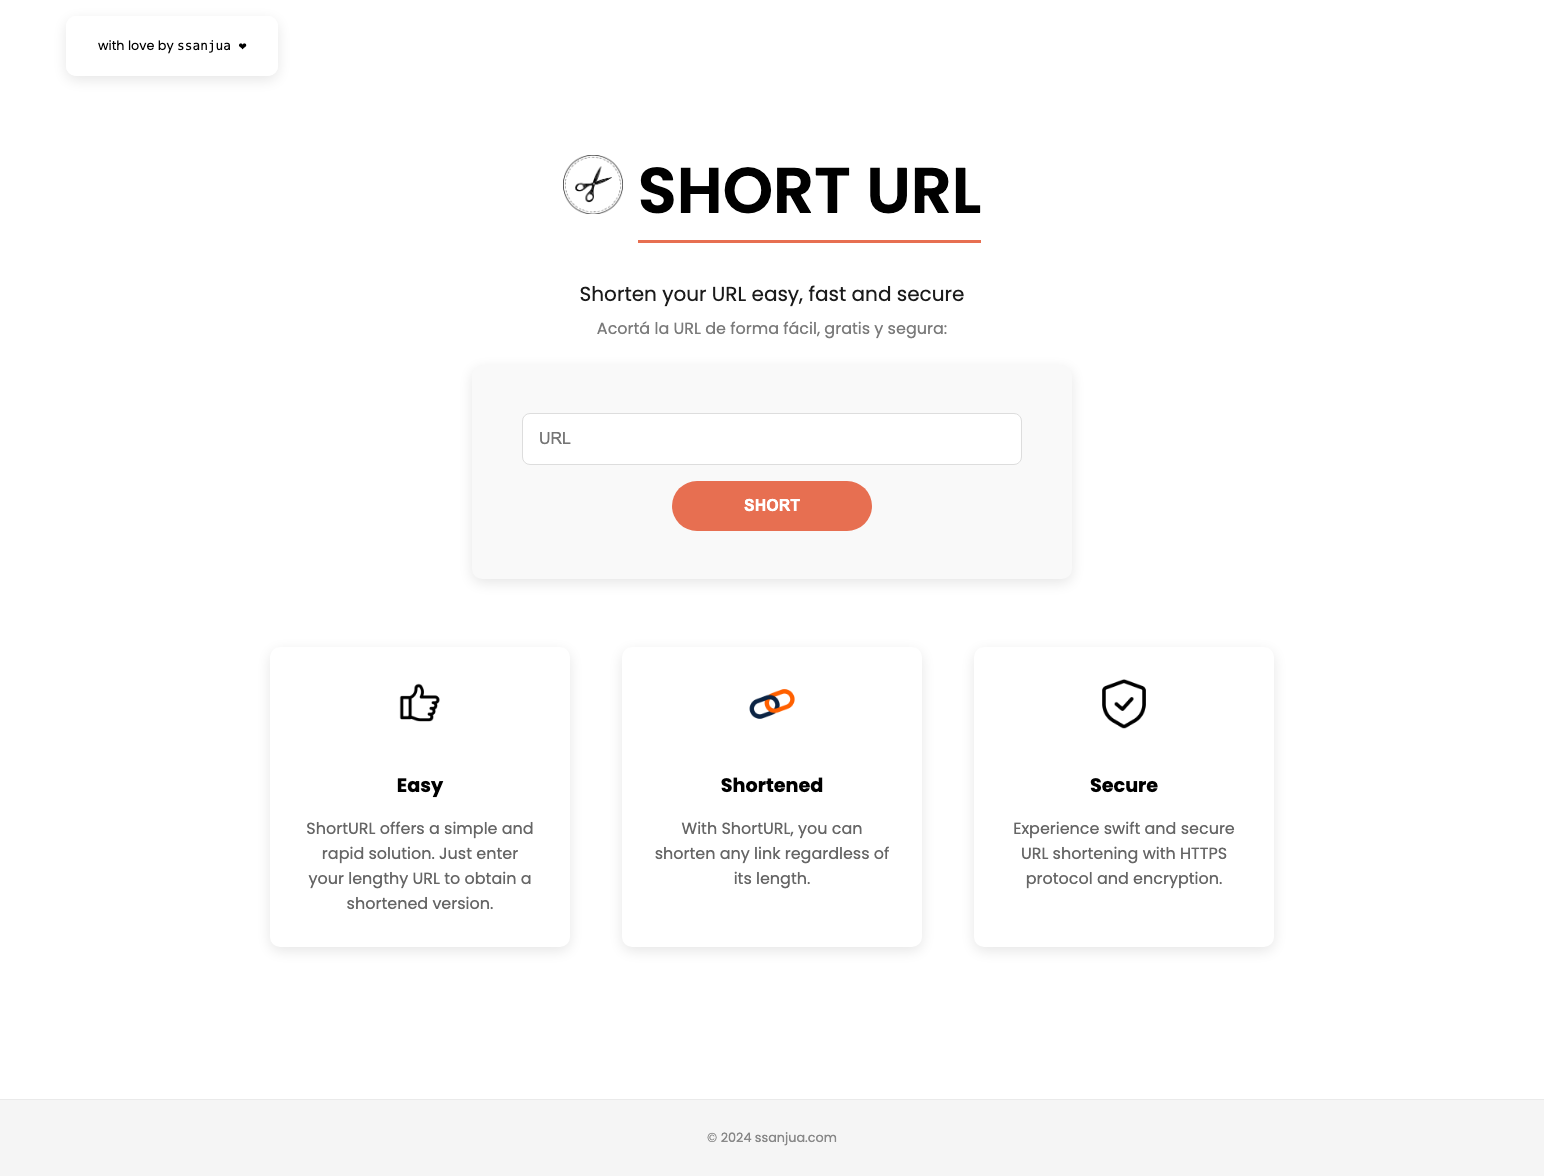 with love by ssanjua ❤
SHORT URL
Shorten your URL easy, fast and secure
Acortá la URL de forma fácil, gratis y segura:
URL
SHORT
Easy
ShortURL offers a simple and
rapid solution. Just enter
your lengthy URL to obtain a
shortened version.
Shortened
With ShortURL, you can
shorten any link regardless of
its length.
Secure
Experience swift and secure
URL shortening with HTTPS
protocol and encryption.
© 2024 ssanjua.com